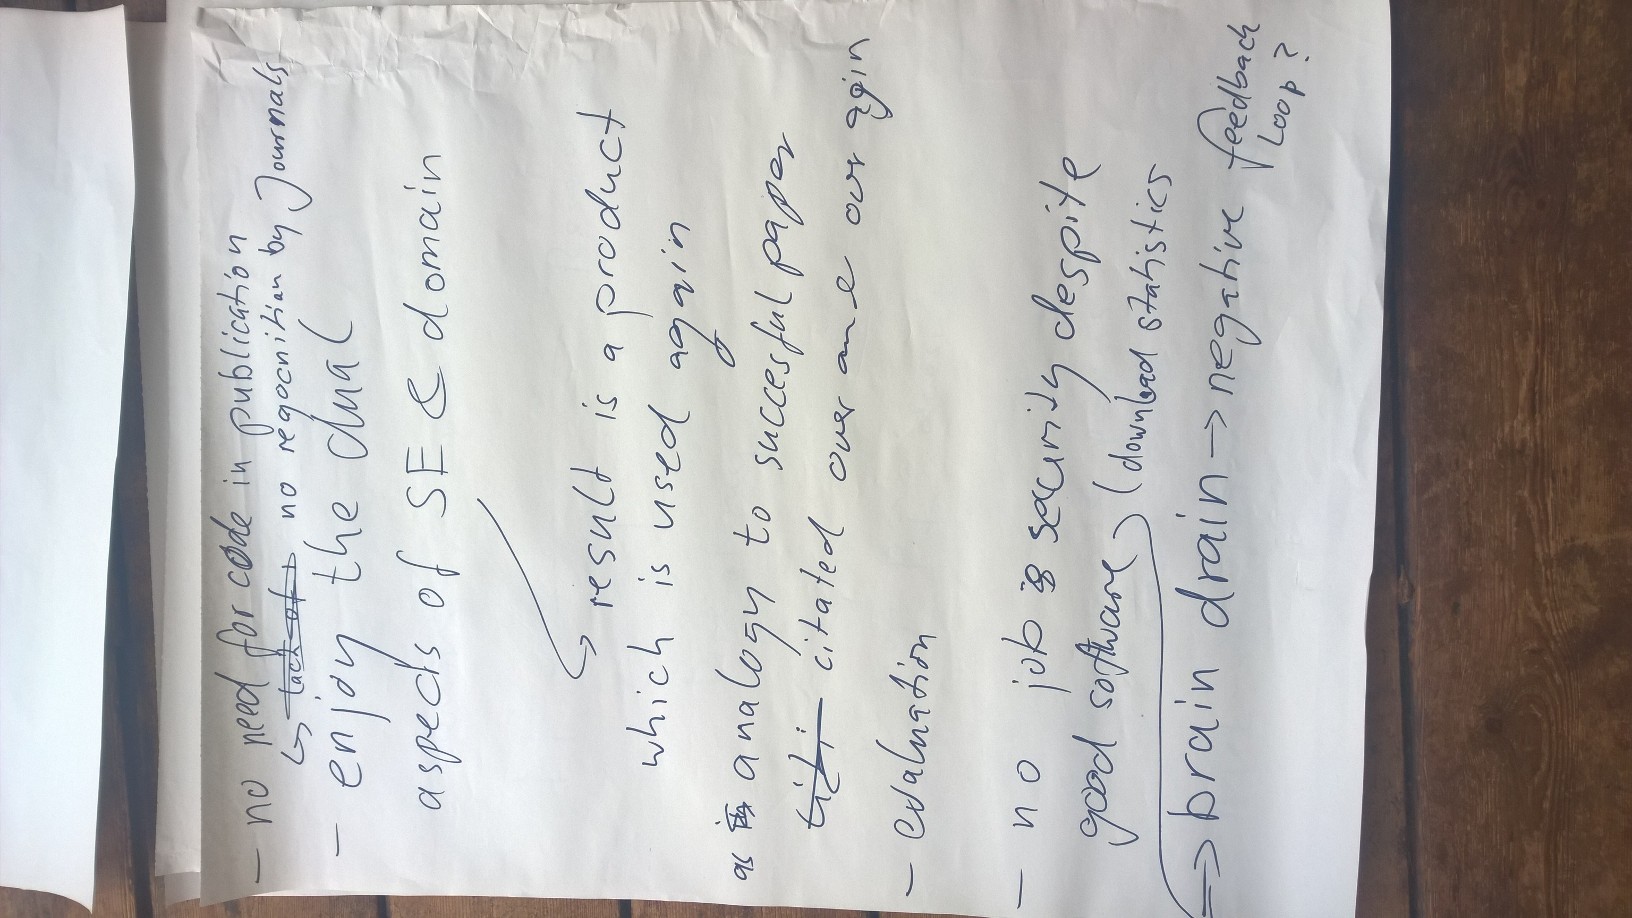 – no need for code in publication
↳ lack of no regocnition by Journals
– enjoy the dual
aspects of SE & domain
result is a product
which is used again
as analogy to succesful paper
citated over and over agin
– evaluation
– no job security despite
good software (download statistics
=> brain drain -> negative feedback
Loop?